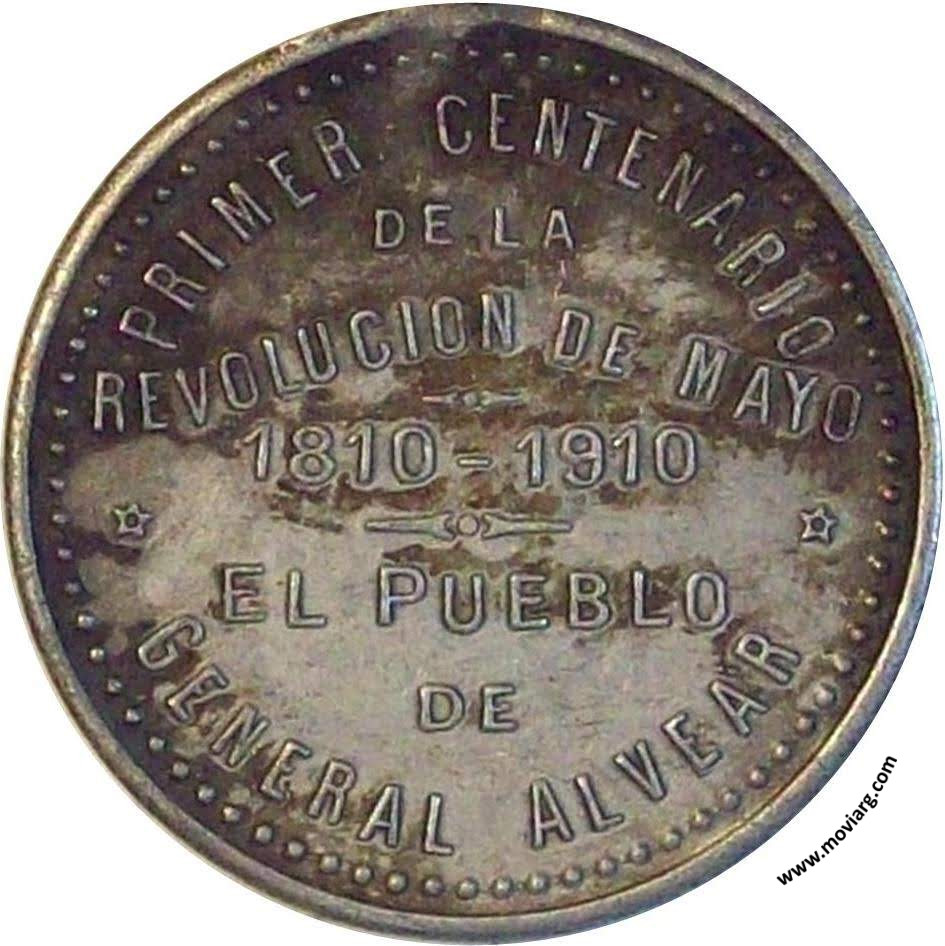 PRIMER CENTENARIO
DE LA
REVOLUCION DE MAYO
1810-1910
EL PUEBLO
DE
GENERAL ALVEAR
www.moviarg.com